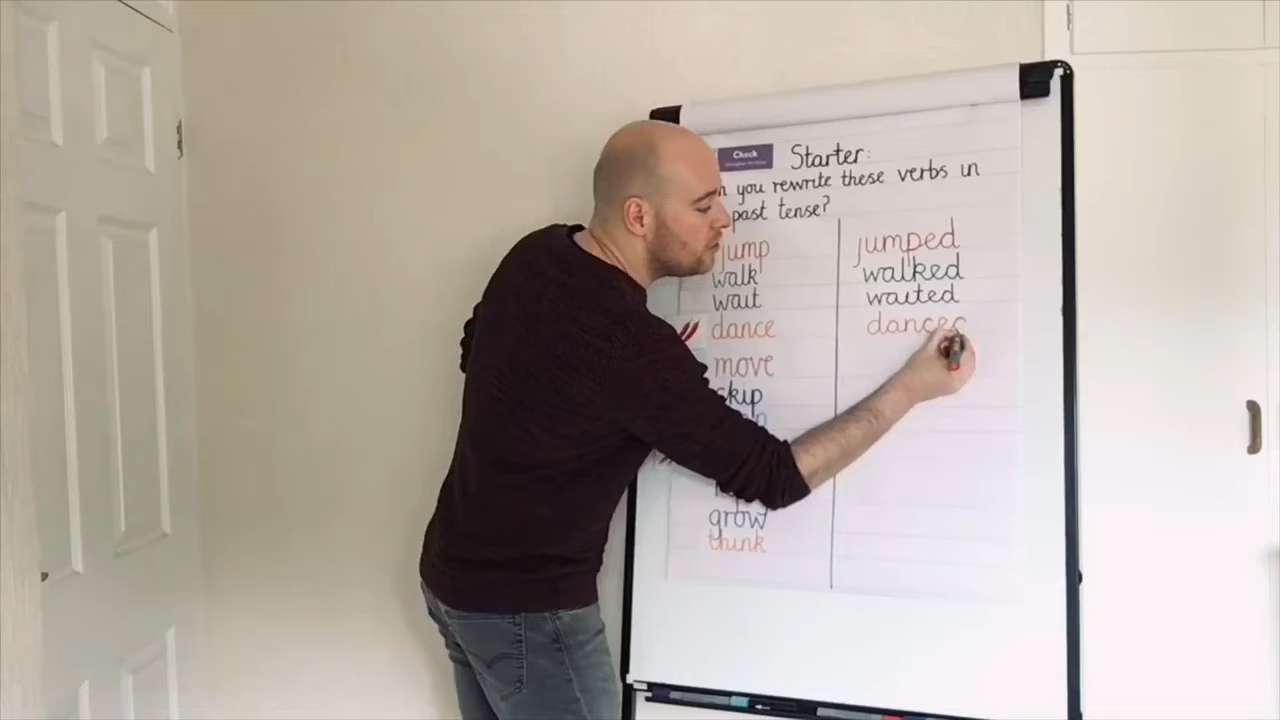 Check
Starter:
you rewrite these verbs in
past tense?
jump
walk
wait
dance
move
skip
grow
think
jumped
walked
waited
dance